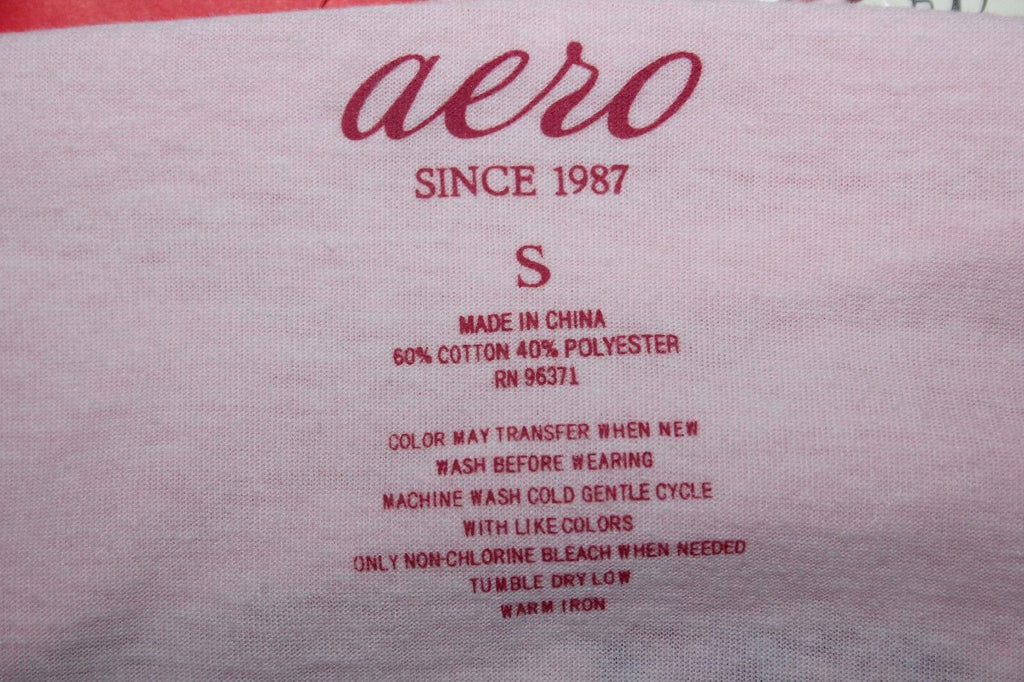 aero
SINCE 1987
S
MADE IN CHINA
60% COTTON 40% POLYESTER
RN 96371
COLOR MAY TRANSFER WHEN NEW
WASH BEFORE WEARING
MACHINE WASH COLD GENTLE CYCLE
WITH LIKE COLORS
ONLY NON-CHLORINE BLEACH WHEN NEEDED
TUMBLE DRY LOW
WARM IRON